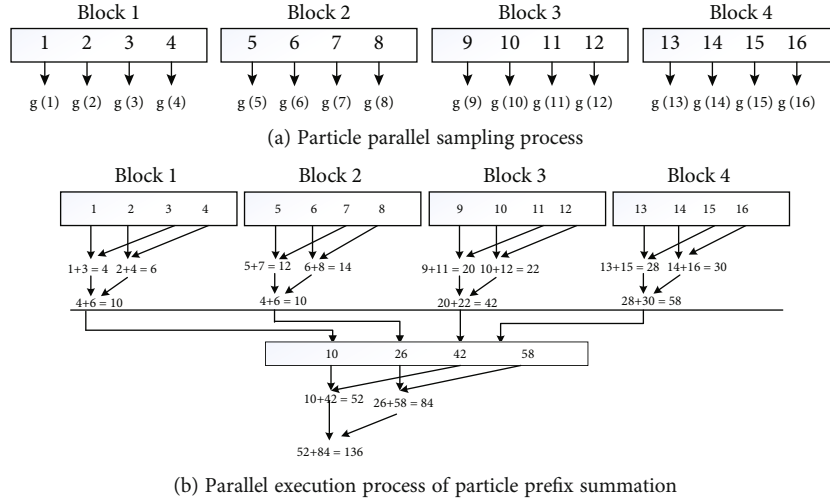 Block 1 Block 2 Block 3 Block 4
1 2 3 4 5 6 7 8 9 10 11 12 13 14 15 16
g (1) g (2) g (3) g (4) g (5) g (6) g (7) g (8) g (9) g (10) g (11) g (12) g (13) g (14) g (15) g (16)
(a) Particle parallel sampling process
Block 1 Block 2 Block 3 Block 4
1 2 3 4 5 6 7 8 9 10 11 12 13 14 15 16
1+3 = 4 2+4 = 6 5+7 = 12 6+8 = 14 9+11 = 20 10+12 = 22 13+15 = 28 14+16 = 30
4+6 = 10 4+6 = 10 20+22 = 42 28+30 = 58
10 26 42 58
10+42 = 52 26+58 = 84
52+84 = 136
(b) Parallel execution process of particle prefix summation